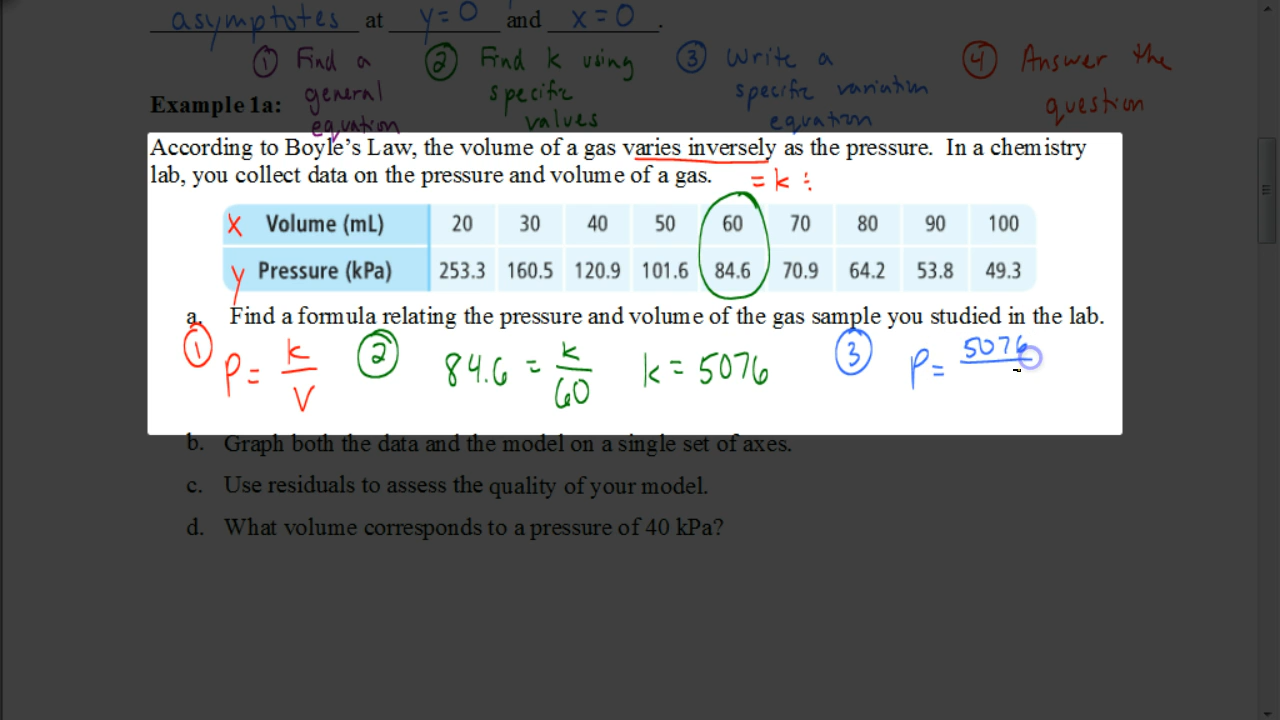 asymptotes at y=0 and x=0.
① Find a general equation
② Find k using specific values
③ Write a specific variation equation
④ Answer the question
Example 1a:
According to Boyle's Law, the volume of a gas varies inversely as the pressure. In a chemistry
lab, you collect data on the pressure and volume of a gas. = k ÷
x Volume (mL) 20 30 40 50 60 70 80 90 100
y Pressure (kPa) 253.3 160.5 120.9 101.6 84.6 70.9 64.2 53.8 49.3
a. Find a formula relating the pressure and volume of the gas sample you studied in the lab.
① P = k/V ② 84.6 = k/60 k = 5076 ③ P = 5076
b. Graph both the data and the model on a single set of axes.
c. Use residuals to assess the quality of your model.
d. What volume corresponds to a pressure of 40 kPa?